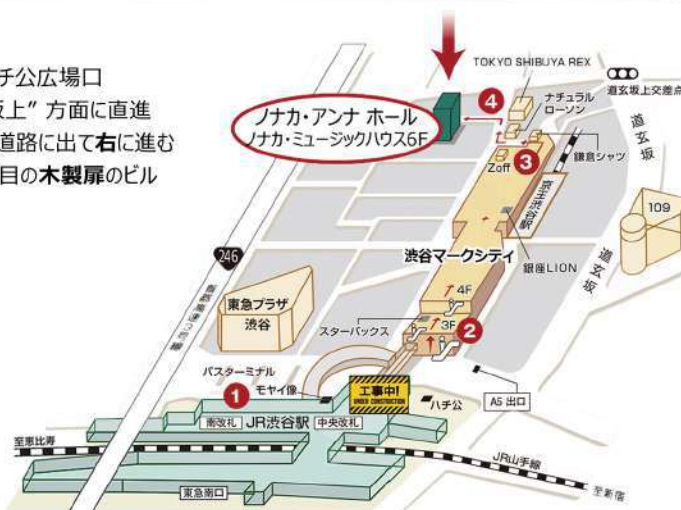 チ公広場口
坂上” 方面に直進
道路に出て右に進む
目の木製扉のビル
TOKYO SHIBUYA REX
道玄坂上交差点
4
ナチュラル
ローソン
道玄坂
ノナカ・アンナ ホール
ノナカ・ミュージックハウス6F
3
鎌倉シャツ
Zoff
京王渋谷駅
109
246
渋谷マークシティ
銀座LION
道玄坂
首都高速3号線
4F
東急プラザ
渋谷
スターバックス
3F
2
バスターミナル
モヤイ像
1
工事中!
UNDER CONSTRUCTION
ハチ公
A5 出口
南改札
JR渋谷駅
中央改札
至恵比寿
JR山手線
東急南口
至新宿